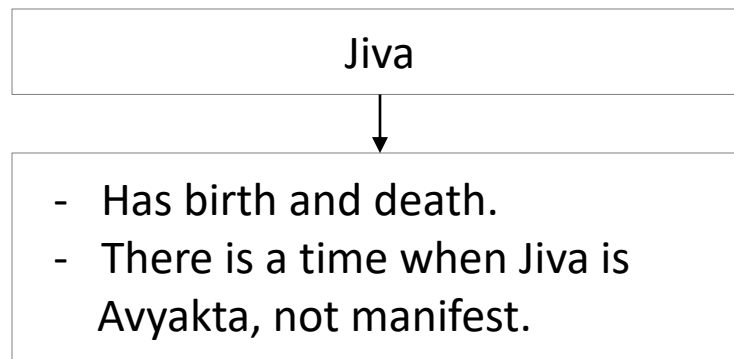 Jiva
- Has birth and death.
- There is a time when Jiva is
Avyakta, not manifest.